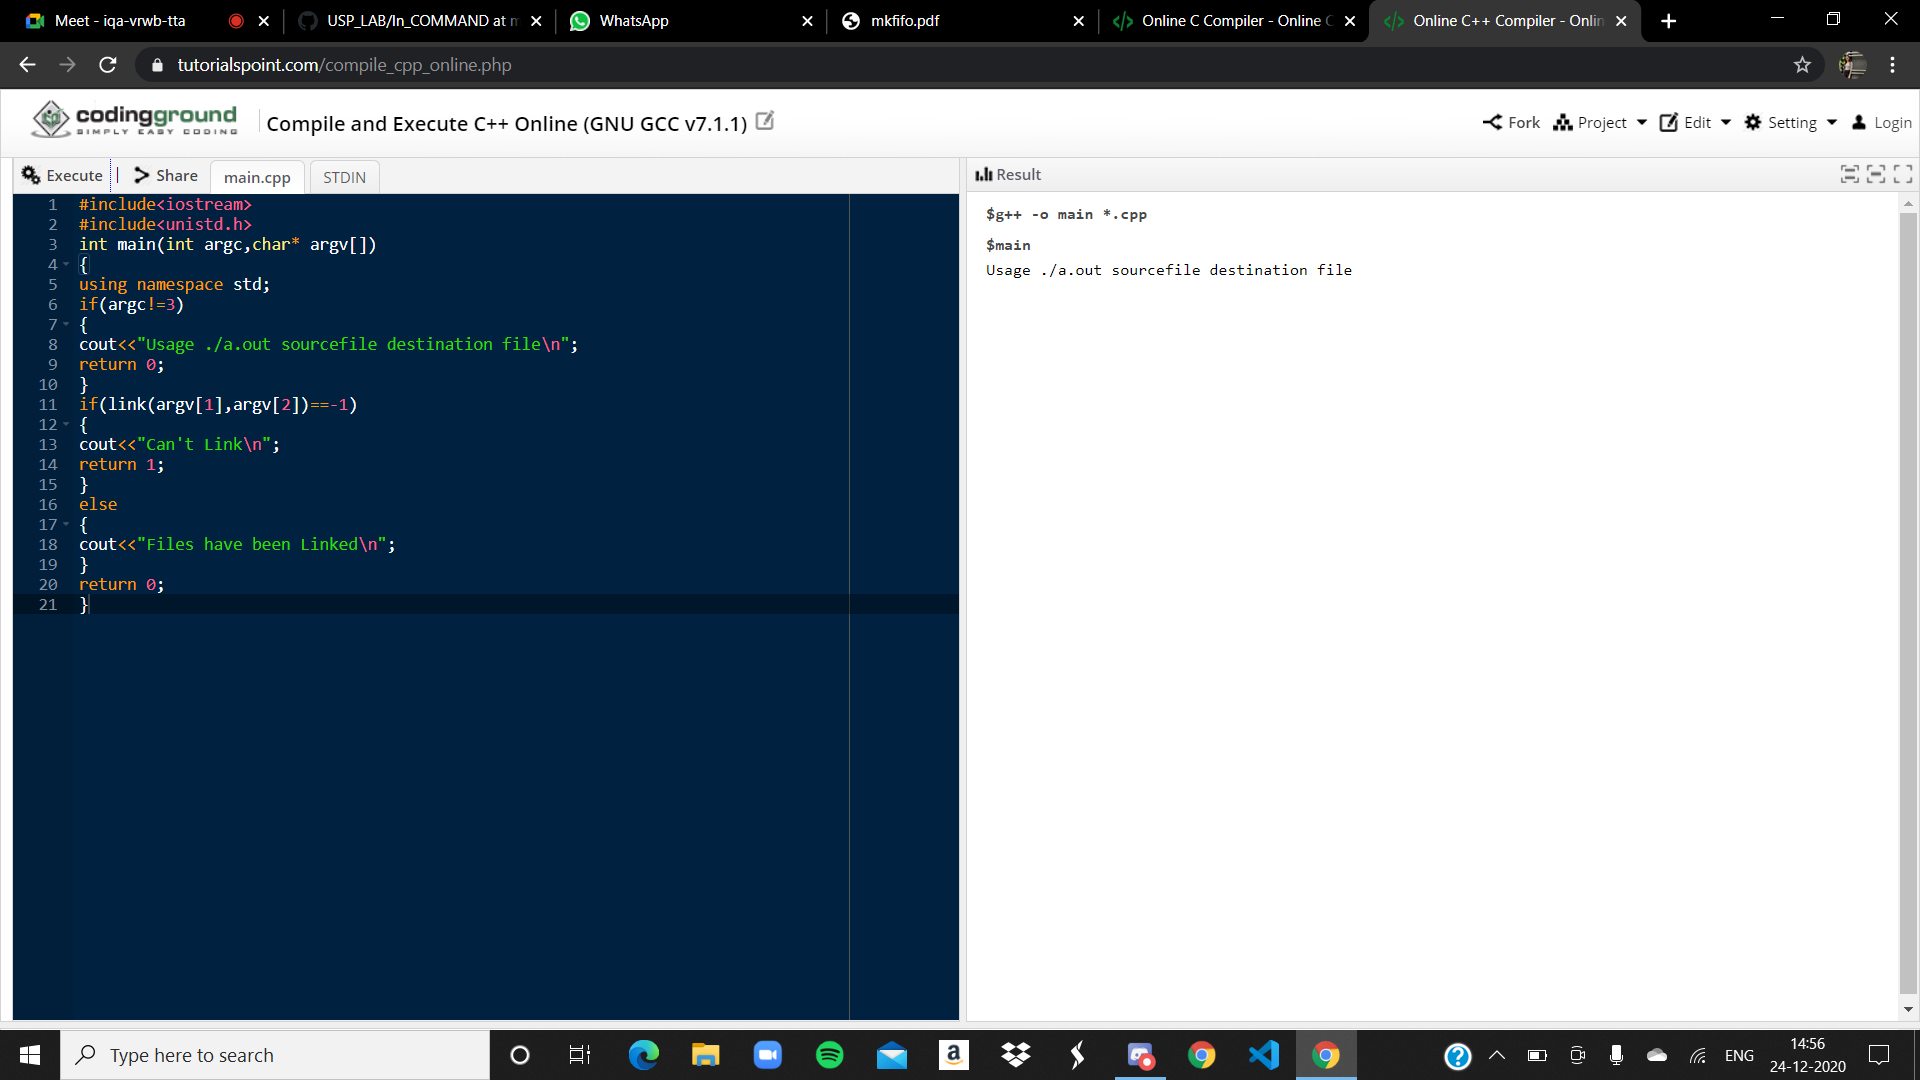 Meet - iqa-vrwb-tta
USP_LAB/ln_COMMAND at m
WhatsApp
mkfifo.pdf
Online C Compiler - Online C
Online C++ Compiler - Onlin
tutorialspoint.com/compile_cpp_online.php
codingground
SIMPLY EASY CODING
Compile and Execute C++ Online (GNU GCC v7.1.1)
Fork
Project
Edit
Setting
Login
Execute
|
Share
main.cpp
STDIN
Result
1 #include<iostream>
2 #include<unistd.h>
3 int main(int argc,char* argv[])
4 {
5 using namespace std;
6 if(argc!=3)
7 {
8 cout<<"Usage ./a.out sourcefile destination file\n";
9 return 0;
10 }
11 if(link(argv[1],argv[2])==-1)
12 {
13 cout<<"Can't Link\n";
14 return 1;
15 }
16 else
17 {
18 cout<<"Files have been Linked\n";
19 }
20 return 0;
21 }
$g++ -o main *.cpp
$main
Usage ./a.out sourcefile destination file
Type here to search
ENG
14:56
24-12-2020